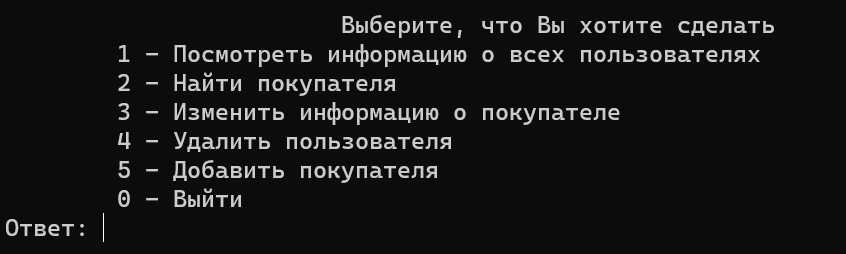 Выберите, что Вы хотите сделать
1 – Посмотреть информацию о всех пользователях
2 – Найти покупателя
3 – Изменить информацию о покупателе
4 – Удалить пользователя
5 – Добавить покупателя
0 – Выйти
Ответ: